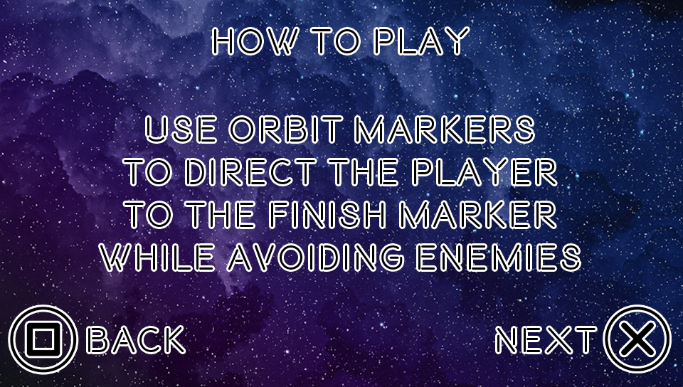 HOW TO PLAY
USE ORBIT MARKERS
TO DIRECT THE PLAYER
TO THE FINISH MARKER
WHILE AVOIDING ENEMIES
BACK
NEXT